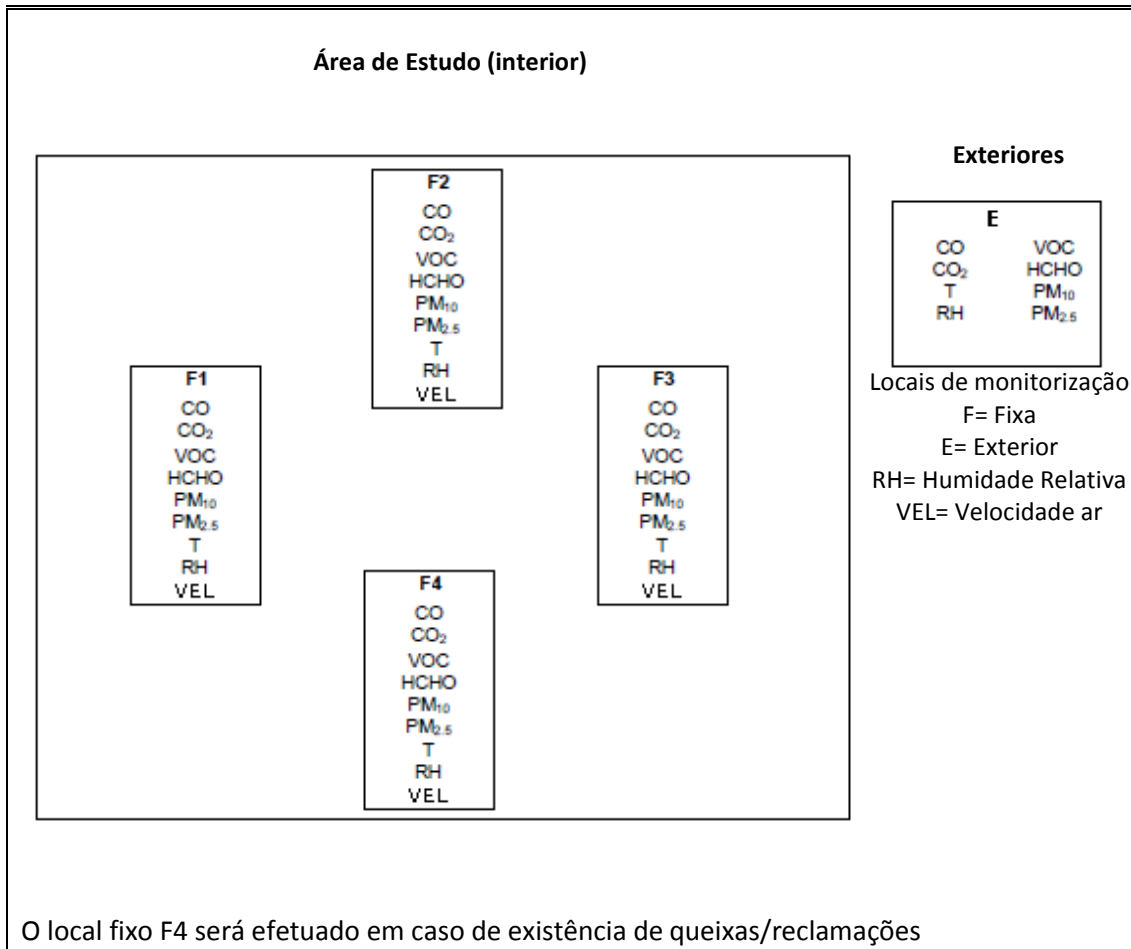 Área de Estudo (interior)
Exteriores
F2
CO
CO₂
VOC
HCHO
PM₁₀
PM₂.₅
T
RH
VEL
E
CO VOC
CO₂ HCHO
T PM₁₀
RH PM₂.₅
F1
CO
CO₂
VOC
HCHO
PM₁₀
PM₂.₅
T
RH
VEL
F3
CO
CO₂
VOC
HCHO
PM₁₀
PM₂.₅
T
RH
VEL
Locais de monitorização
F= Fixa
E= Exterior
RH= Humidade Relativa
VEL= Velocidade ar
F4
CO
CO₂
VOC
HCHO
PM₁₀
PM₂.₅
T
RH
VEL
O local fixo F4 será efetuado em caso de existência de queixas/reclamações